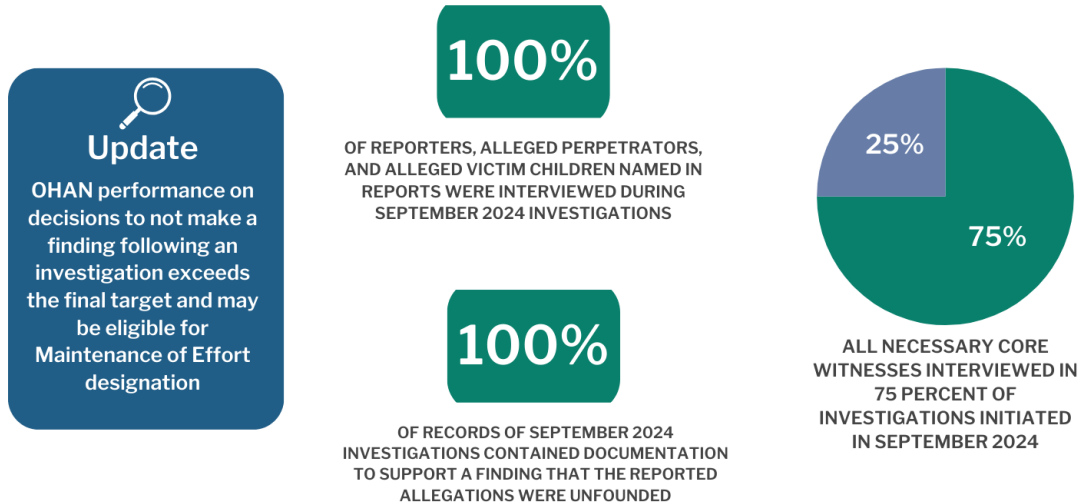 Update
OHAN performance on
decisions to not make a
finding following an
investigation exceeds
the final target and may
be eligible for
Maintenance of Effort
designation
100%
OF REPORTERS, ALLEGED PERPETRATORS,
AND ALLEGED VICTIM CHILDREN NAMED IN
REPORTS WERE INTERVIEWED DURING
SEPTEMBER 2024 INVESTIGATIONS
100%
OF RECORDS OF SEPTEMBER 2024
INVESTIGATIONS CONTAINED DOCUMENTATION
TO SUPPORT A FINDING THAT THE REPORTED
ALLEGATIONS WERE UNFOUNDED
25%
75%
ALL NECESSARY CORE
WITNESSES INTERVIEWED IN
75 PERCENT OF
INVESTIGATIONS INITIATED
IN SEPTEMBER 2024